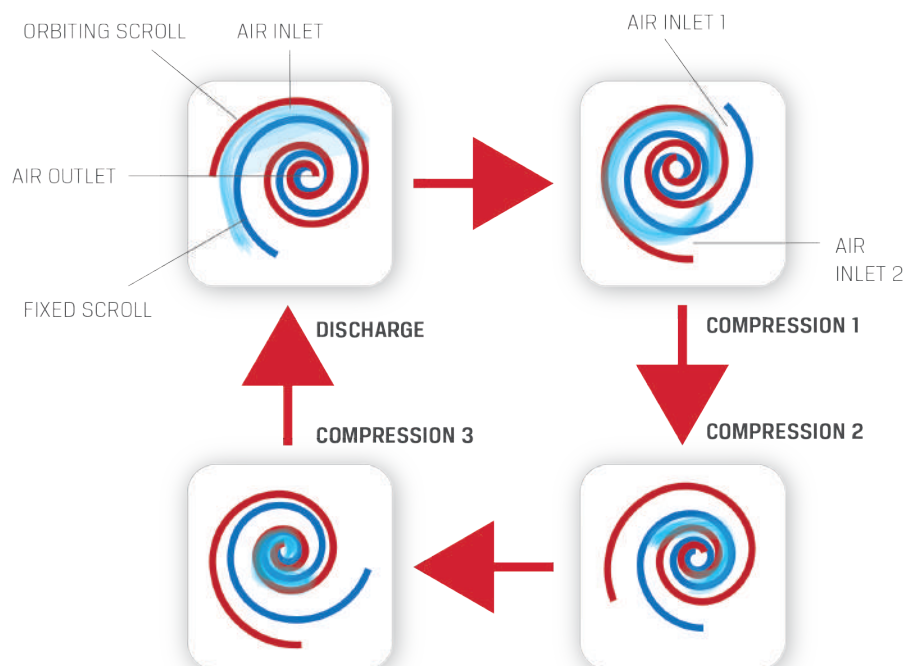 ORBITING SCROLL
AIR INLET
AIR INLET 1
AIR OUTLET
AIR
INLET 2
FIXED SCROLL
DISCHARGE
COMPRESSION 1
COMPRESSION 3
COMPRESSION 2